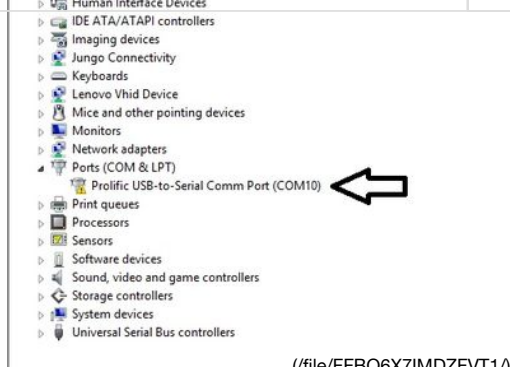 Human Interface Devices
IDE ATA/ATAPI controllers
Imaging devices
Jungo Connectivity
Keyboards
Lenovo Vhid Device
Mice and other pointing devices
Monitors
Network adapters
Ports (COM & LPT)
Prolific USB-to-Serial Comm Port (COM10)
Print queues
Processors
Sensors
Software devices
Sound, video and game controllers
Storage controllers
System devices
Universal Serial Bus controllers